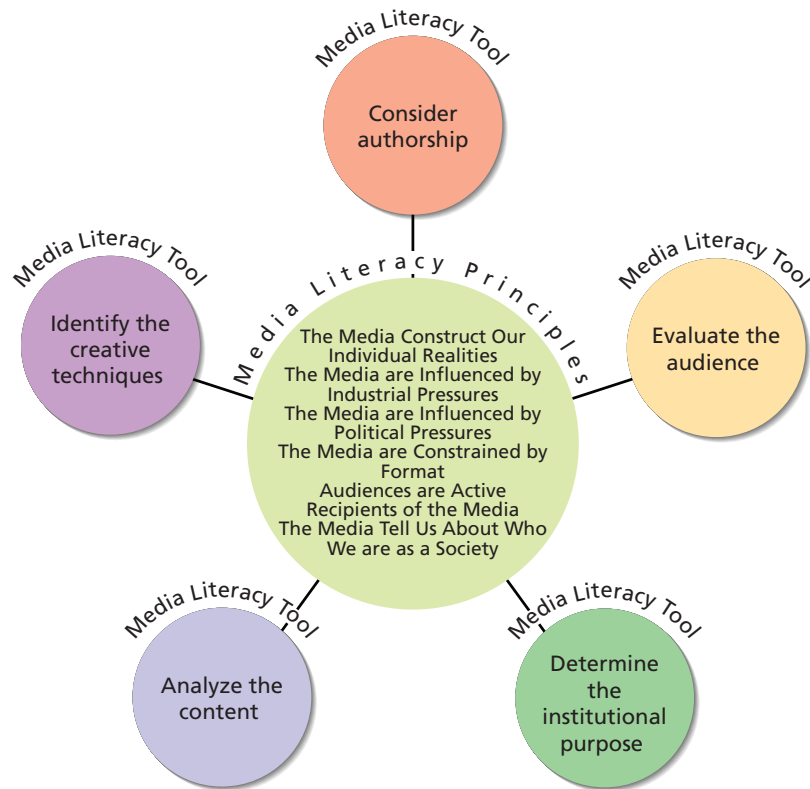 Media Literacy Tool
Consider
authorship
Media Literacy Tool
Identify the
creative
techniques
Media Literacy Principles
The Media Construct Our
Individual Realities
The Media are Influenced by
Industrial Pressures
The Media are Influenced by
Political Pressures
The Media are Constrained by
Format
Audiences are Active
Recipients of the Media
The Media Tell Us About Who
We are as a Society
Media Literacy Tool
Evaluate the
audience
Media Literacy Tool
Analyze the
content
Media Literacy Tool
Determine
the
institutional
purpose